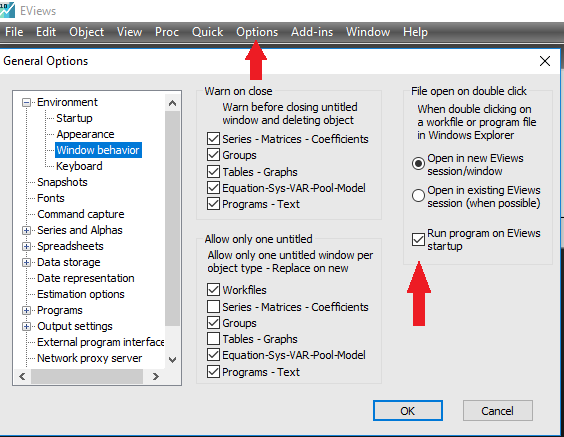 10
EViews
File Edit Object View Proc Quick Options Add-ins Window Help
General Options
Environment
Startup
Appearance
Window behavior
Keyboard
Snapshots
Fonts
Command capture
Series and Alphas
Spreadsheets
Data storage
Date representation
Estimation options
Programs
Output settings
External program interface
Network proxy server
Warn on close
Warn before closing untitled
window and deleting object
Series - Matrices - Coefficients
Groups
Tables - Graphs
Equation-Sys-VAR-Pool-Model
Programs - Text
Allow only one untitled
Allow only one untitled window per
object type - Replace on new
Workfiles
Series - Matrices - Coefficients
Groups
Tables - Graphs
Equation-Sys-VAR-Pool-Model
Programs - Text
File open on double click
When double clicking on
a workfile or program file
in Windows Explorer
Open in new EViews
session/window
Open in existing EViews
session (when possible)
Run program on EViews
startup
OK
Cancel